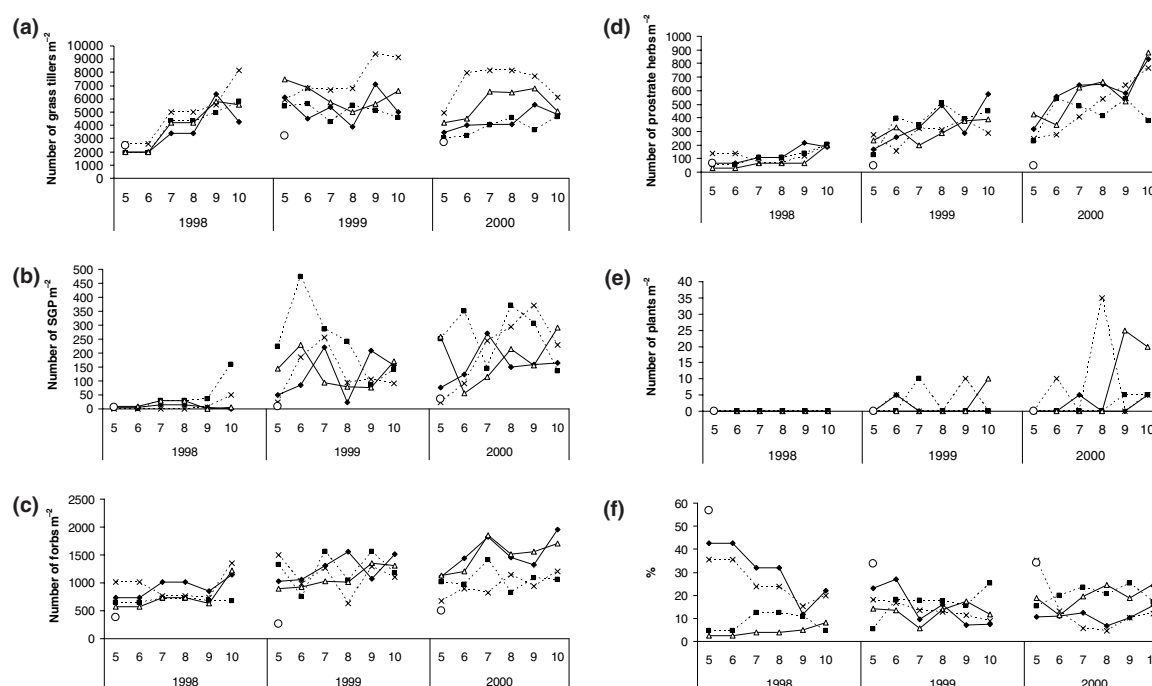 (a)
Number of grass tillers m⁻²
10000
9000
8000
7000
6000
5000
4000
3000
2000
1000
0
5 6 7 8 9 10 5 6 7 8 9 10 5 6 7 8 9 10
1998 1999 2000
(b)
Number of SGP m⁻²
500
450
400
350
300
250
200
150
100
50
0
5 6 7 8 9 10 5 6 7 8 9 10 5 6 7 8 9 10
1998 1999 2000
(c)
Number of forbs m⁻²
2500
2000
1500
1000
500
0
5 6 7 8 9 10 5 6 7 8 9 10 5 6 7 8 9 10
1998 1999 2000
(d)
Number of prostrate herbs m⁻²
1000
900
800
700
600
500
400
300
200
100
0
5 6 7 8 9 10 5 6 7 8 9 10 5 6 7 8 9 10
1998 1999 2000
(e)
Number of plants m⁻²
40
35
30
25
20
15
10
5
0
5 6 7 8 9 10 5 6 7 8 9 10 5 6 7 8 9 10
1998 1999 2000
(f)
%
60
50
40
30
20
10
0
5 6 7 8 9 10 5 6 7 8 9 10 5 6 7 8 9 10
1998 1999 2000